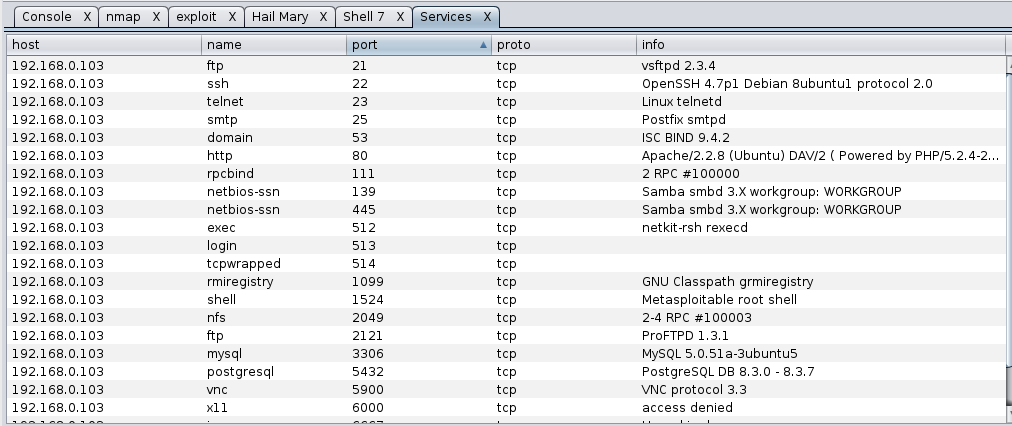 Console X nmap X exploit X Hail Mary X Shell 7 X Services X
host name port proto info
192.168.0.103 ftp 21 tcp vsftpd 2.3.4
192.168.0.103 ssh 22 tcp OpenSSH 4.7p1 Debian 8ubuntu1 protocol 2.0
192.168.0.103 telnet 23 tcp Linux telnetd
192.168.0.103 smtp 25 tcp Postfix smtpd
192.168.0.103 domain 53 tcp ISC BIND 9.4.2
192.168.0.103 http 80 tcp Apache/2.2.8 (Ubuntu) DAV/2 ( Powered by PHP/5.2.4-2...
192.168.0.103 rpcbind 111 tcp 2 RPC #100000
192.168.0.103 netbios-ssn 139 tcp Samba smbd 3.X workgroup: WORKGROUP
192.168.0.103 netbios-ssn 445 tcp Samba smbd 3.X workgroup: WORKGROUP
192.168.0.103 exec 512 tcp netkit-rsh rexecd
192.168.0.103 login 513 tcp
192.168.0.103 tcpwrapped 514 tcp
192.168.0.103 rmiregistry 1099 tcp GNU Classpath grmiregistry
192.168.0.103 shell 1524 tcp Metasploitable root shell
192.168.0.103 nfs 2049 tcp 2-4 RPC #100003
192.168.0.103 ftp 2121 tcp ProFTPD 1.3.1
192.168.0.103 mysql 3306 tcp MySQL 5.0.51a-3ubuntu5
192.168.0.103 postgresql 5432 tcp PostgreSQL DB 8.3.0 - 8.3.7
192.168.0.103 vnc 5900 tcp VNC protocol 3.3
192.168.0.103 x11 6000 tcp access denied